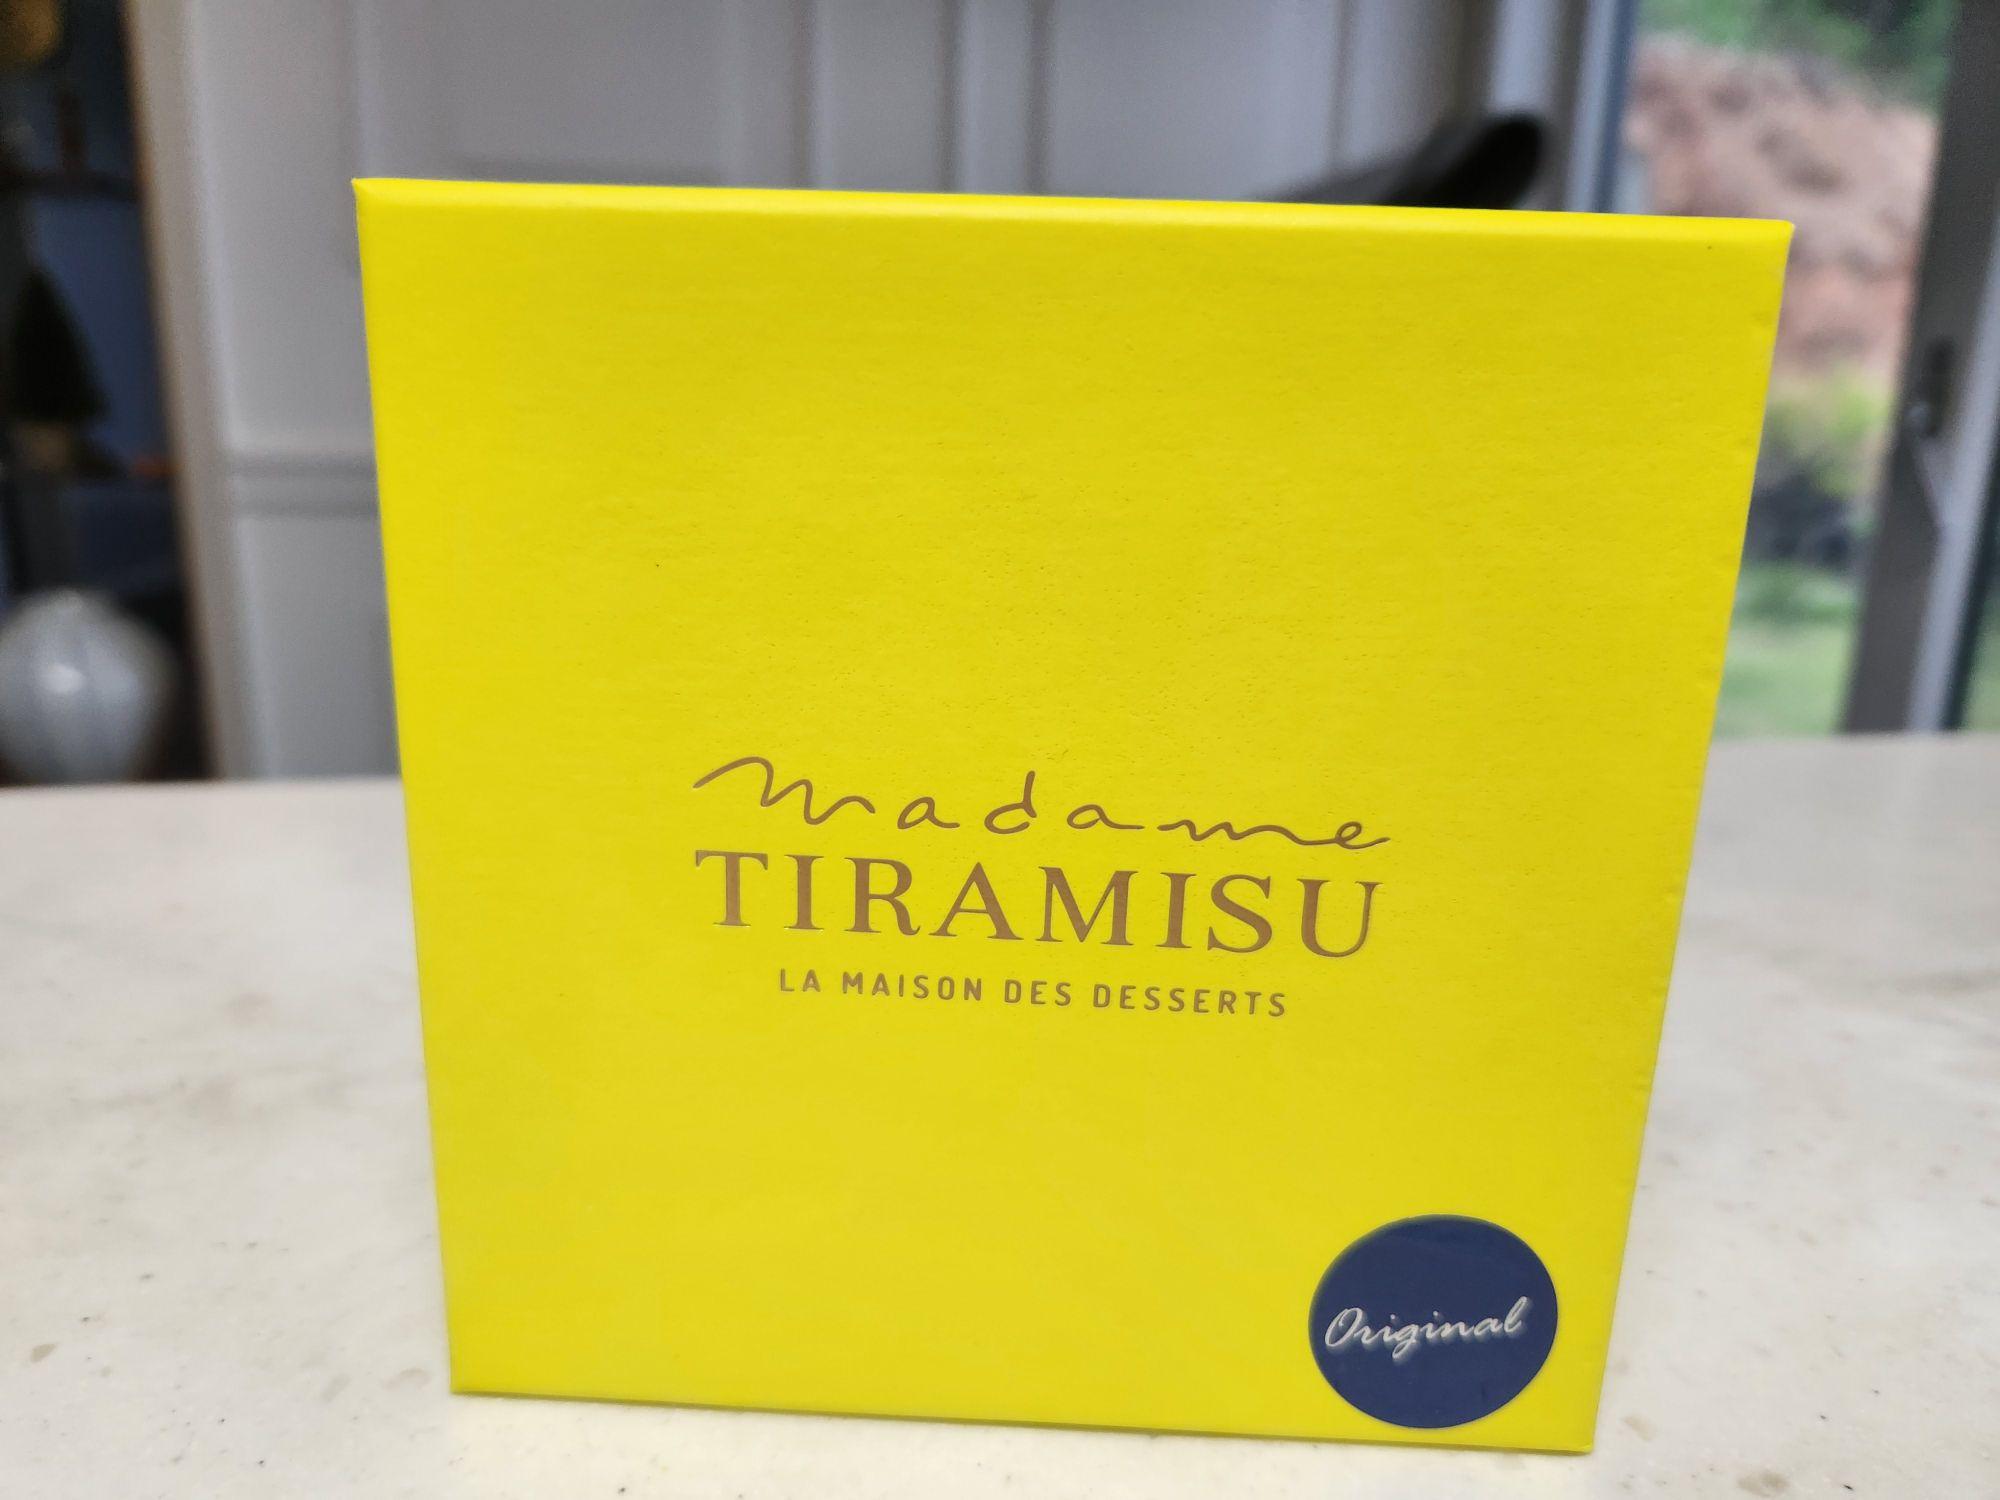 madame
TIRAMISU
LA MAISON DES DESSERTS
Original